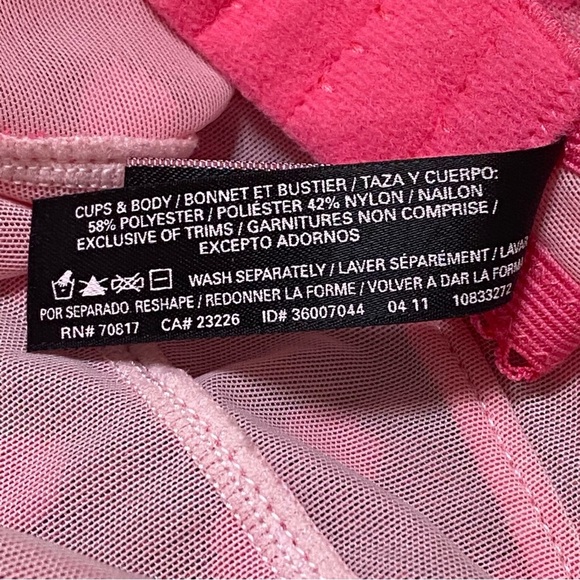 CUPS & BODY / BONNET ET BUSTIER / TAZA Y CUERPO:
58% POLYESTER / POLIÉSTER 42% NYLON / NAILON
EXCLUSIVE OF TRIMS / GARNITURES NON COMPRISE /
EXCEPTO ADORNOS
WASH SEPARATELY / LAVER SÉPARÉMENT / LAVAR
POR SEPARADO. RESHAPE / REDONNER LA FORME / VOLVER A DAR LA FORMA
RN# 70817 CA# 23226 ID# 36007044 04 11 10833272